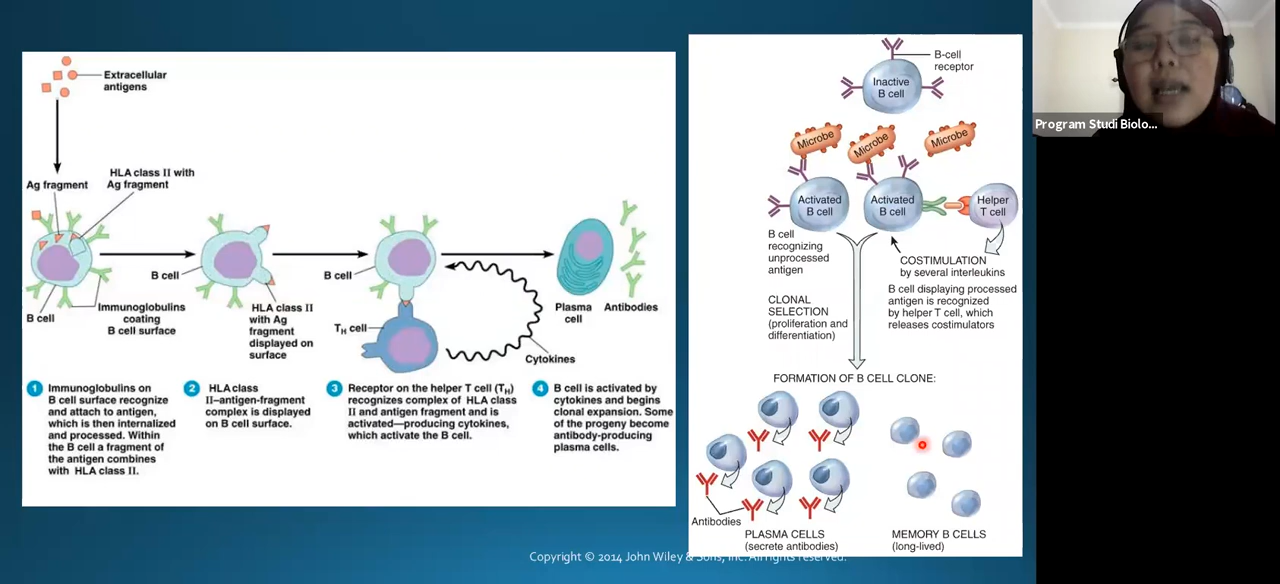 Extracellular
antigens
HLA class II with
Ag fragment
Ag fragment
B cell
Immunoglobulins
coating
B cell surface
B cell
HLA class II
with Ag
fragment
displayed on
surface
B cell
TH cell
Cytokines
Plasma
cell
Antibodies
1 Immunoglobulins on
B cell surface recognize
and attach to antigen,
which is then internalized
and processed. Within
the B cell a fragment of
the antigen combines
with HLA class II.
2 HLA class
II–antigen-fragment
complex is displayed
on B cell surface.
3 Receptor on the helper T cell (TH)
recognizes complex of HLA class
II and antigen fragment and is
activated—producing cytokines,
which activate the B cell.
4 B cell is activated by
cytokines and begins
clonal expansion. Some
of the progeny become
antibody-producing
plasma cells.
B-cell
receptor
Inactive
B cell
Microbe
Microbe
Microbe
Activated
B cell
Activated
B cell
Helper
T cell
B cell
recognizing
unprocessed
antigen
COSTIMULATION
by several interleukins
B cell displaying processed
antigen is recognized
by helper T cell, which
releases costimulators
CLONAL
SELECTION
(proliferation and
differentiation)
FORMATION OF B CELL CLONE:
Antibodies
PLASMA CELLS
(secrete antibodies)
MEMORY B CELLS
(long-lived)
Copyright © 2014 John Wiley & Sons, Inc. All rights reserved.
Program Studi Biolo...